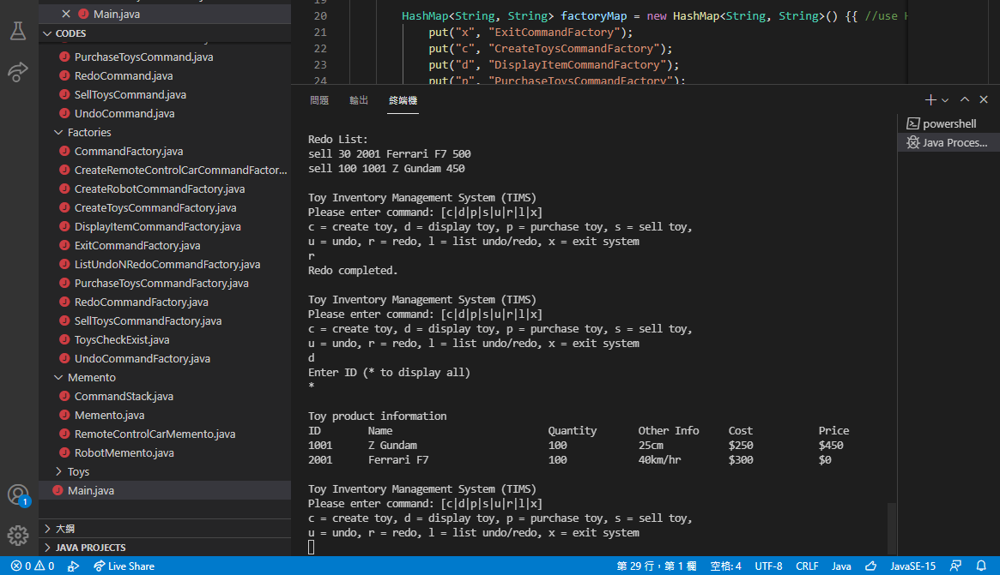 Main.java
CODES
PurchaseToysCommand.java
RedoCommand.java
SellToysCommand.java
UndoCommand.java
Factories
CommandFactory.java
CreateRemoteControlCarCommandFactor...
CreateRobotCommandFactory.java
CreateToysCommandFactory.java
DisplayItemCommandFactory.java
ExitCommandFactory.java
ListUndoNRedoCommandFactory.java
PurchaseToysCommandFactory.java
RedoCommandFactory.java
SellToysCommandFactory.java
ToysCheckExist.java
UndoCommandFactory.java
Memento
CommandStack.java
Memento.java
RemoteControlCarMemento.java
RobotMemento.java
Toys
Main.java
大綱
JAVA PROJECTS
19
20 HashMap<String, String> factoryMap = new HashMap<String, String>() {{ //use
21 put("x", "ExitCommandFactory");
22 put("c", "CreateToysCommandFactory");
23 put("d", "DisplayItemCommandFactory");
24 put("p", "PurchaseToysCommandFactory");
問題 輸出 終端機
powershell
Java Proces...
Redo List:
sell 30 2001 Ferrari F7 500
sell 100 1001 Z Gundam 450
Toy Inventory Management System (TIMS)
Please enter command: [c|d|p|s|u|r|l|x]
c = create toy, d = display toy, p = purchase toy, s = sell toy,
u = undo, r = redo, l = list undo/redo, x = exit system
r
Redo completed.
Toy Inventory Management System (TIMS)
Please enter command: [c|d|p|s|u|r|l|x]
c = create toy, d = display toy, p = purchase toy, s = sell toy,
u = undo, r = redo, l = list undo/redo, x = exit system
d
Enter ID (* to display all)
*
Toy product information
ID Name Quantity Other Info Cost Price
1001 Z Gundam 100 25cm $250 $450
2001 Ferrari F7 100 40km/hr $300 $0
Toy Inventory Management System (TIMS)
Please enter command: [c|d|p|s|u|r|l|x]
c = create toy, d = display toy, p = purchase toy, s = sell toy,
u = undo, r = redo, l = list undo/redo, x = exit system
1
0 0 Live Share 第 29 行，第 1 欄 空格: 4 UTF-8 CRLF Java JavaSE-15